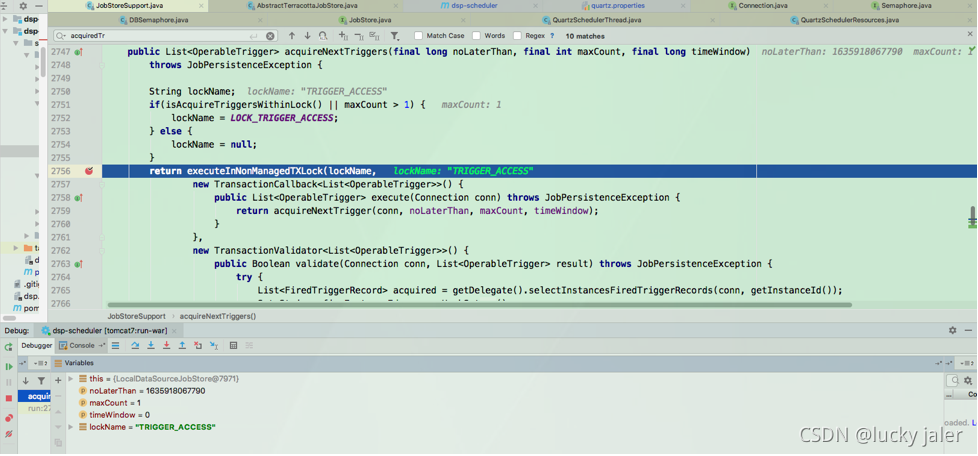 JobStoreSupport.java AbstractTerracottaJobStore.java dsp-scheduler quartz.properties Connection.java Semaphore.java
DBSemaphore.java JobStore.java QuartzSchedulerThread.java QuartzSchedulerResources.java
acquiredTr Match Case Words Regex ? 10 matches
2747 public List<OperableTrigger> acquireNextTriggers(final long noLaterThan, final int maxCount, final long timeWindow) noLaterThan: 1635918067790 maxCount: 1
2748 throws JobPersistenceException {
2749
2750 String lockName; lockName: "TRIGGER_ACCESS"
2751 if(isAcquireTriggersWithinLock() || maxCount > 1) { maxCount: 1
2752 lockName = LOCK_TRIGGER_ACCESS;
2753 } else {
2754 lockName = null;
2755 }
2756 return executeInNonManagedTXLock(lockName, lockName: "TRIGGER_ACCESS"
2757 new TransactionCallback<List<OperableTrigger>>() {
2758 public List<OperableTrigger> execute(Connection conn) throws JobPersistenceException {
2759 return acquireNextTrigger(conn, noLaterThan, maxCount, timeWindow);
2760 }
2761 },
2762 new TransactionValidator<List<OperableTrigger>>() {
2763 public Boolean validate(Connection conn, List<OperableTrigger> result) throws JobPersistenceException {
2764 try {
2765 List<FiredTriggerRecord> acquired = getDelegate().selectInstancesFiredTriggerRecords(conn, getInstanceId());
2766
dsp-
dsp-
s
ta
d
p
.gitig
dsp.
pom
JobStoreSupport > acquireNextTriggers()
Debug: dsp-scheduler [tomcat7:run-war]
Debugger Console
Variables
this = {LocalDataSourceJobStore@7971}
noLaterThan = 1635918067790
maxCount = 1
timeWindow = 0
lockName = "TRIGGER_ACCESS"
acquir
run:27
Co
oaded. L
CSDN @lucky jaler